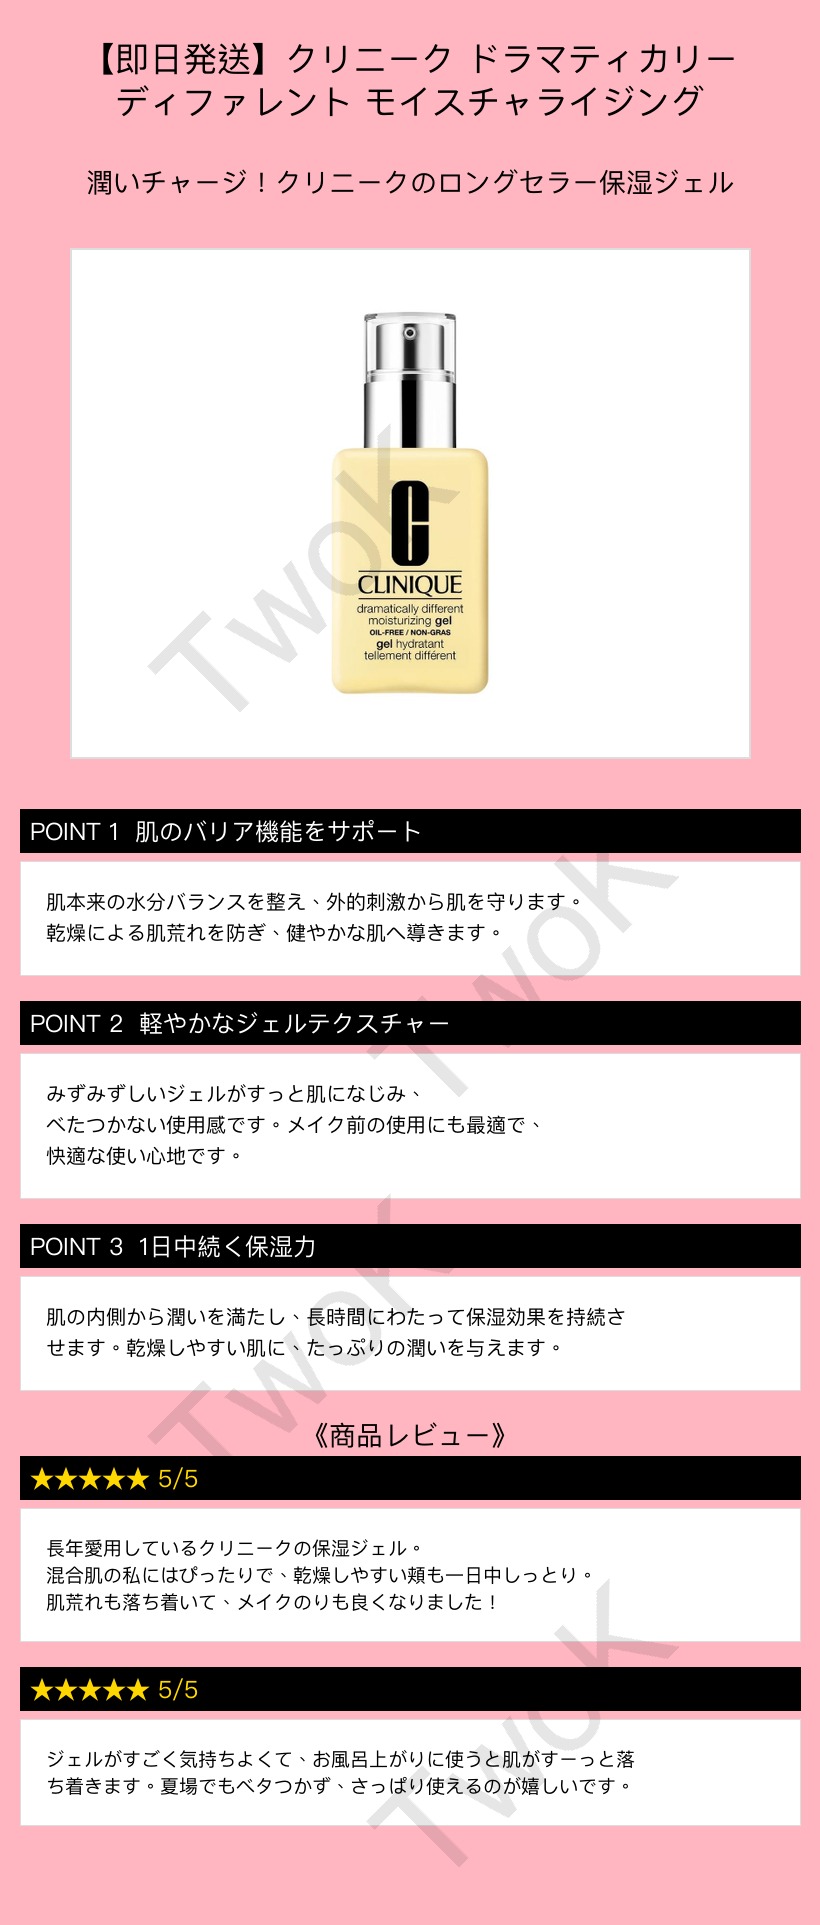 【即日発送】クリニーク ドラマティカリー
ディファレント モイスチャライジング
潤いチャージ！クリニークのロングセラー保湿ジェル
CLINIQUE
dramatically different
moisturizing gel
OIL-FREE / NON-GRAS
gel hydratant
tellement différent
TwoK
POINT 1 肌のバリア機能をサポート
肌本来の水分バランスを整え、外的刺激から肌を守ります。
乾燥による肌荒れを防ぎ、健やかな肌へ導きます。
TwoK
POINT 2 軽やかなジェルテクスチャー
みずみずしいジェルがすっと肌になじみ、
べたつかない使用感です。メイク前の使用にも最適で、
快適な使い心地です。
POINT 3 1日中続く保湿力
肌の内側から潤いを満たし、長時間にわたって保湿効果を持続さ
せます。乾燥しやすい肌に、たっぷりの潤いを与えます。
TwoK
《商品レビュー》
★★★★★ 5/5
長年愛用しているクリニークの保湿ジェル。
混合肌の私にはぴったりで、乾燥しやすい頬も一日中しっとり。
肌荒れも落ち着いて、メイクのりも良くなりました！
★★★★★ 5/5
ジェルがすごく気持ちよくて、お風呂上がりに使うと肌がすーっと落
ち着きます。夏場でもベタつかず、さっぱり使えるのが嬉しいです。
TwoK